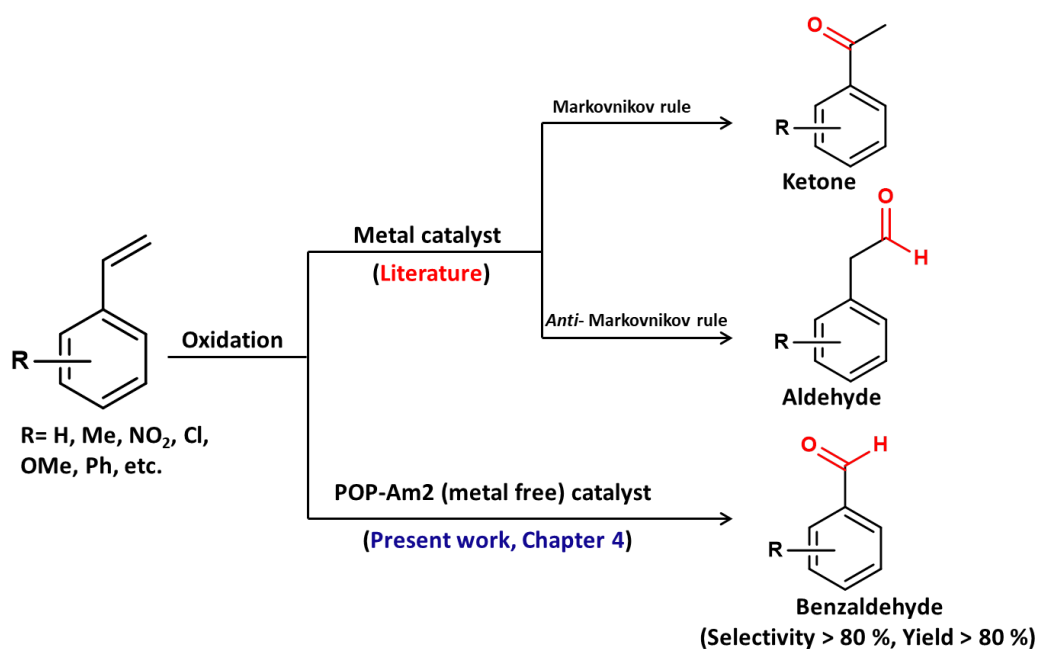 O
Markovnikov rule
R
Ketone
O
H
Metal catalyst
(Literature)
Anti- Markovnikov rule
R
Aldehyde
Oxidation
R
R= H, Me, NO₂, Cl,
OMe, Ph, etc.
O H
POP-Am2 (metal free) catalyst
(Present work, Chapter 4)
R
Benzaldehyde
(Selectivity > 80 %, Yield > 80 %)